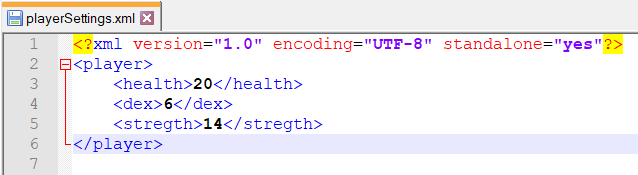 playerSettings.xml
1 <?xml version="1.0" encoding="UTF-8" standalone="yes"?>
2 <player>
3 <health>20</health>
4 <dex>6</dex>
5 <stregth>14</stregth>
6 </player>
7